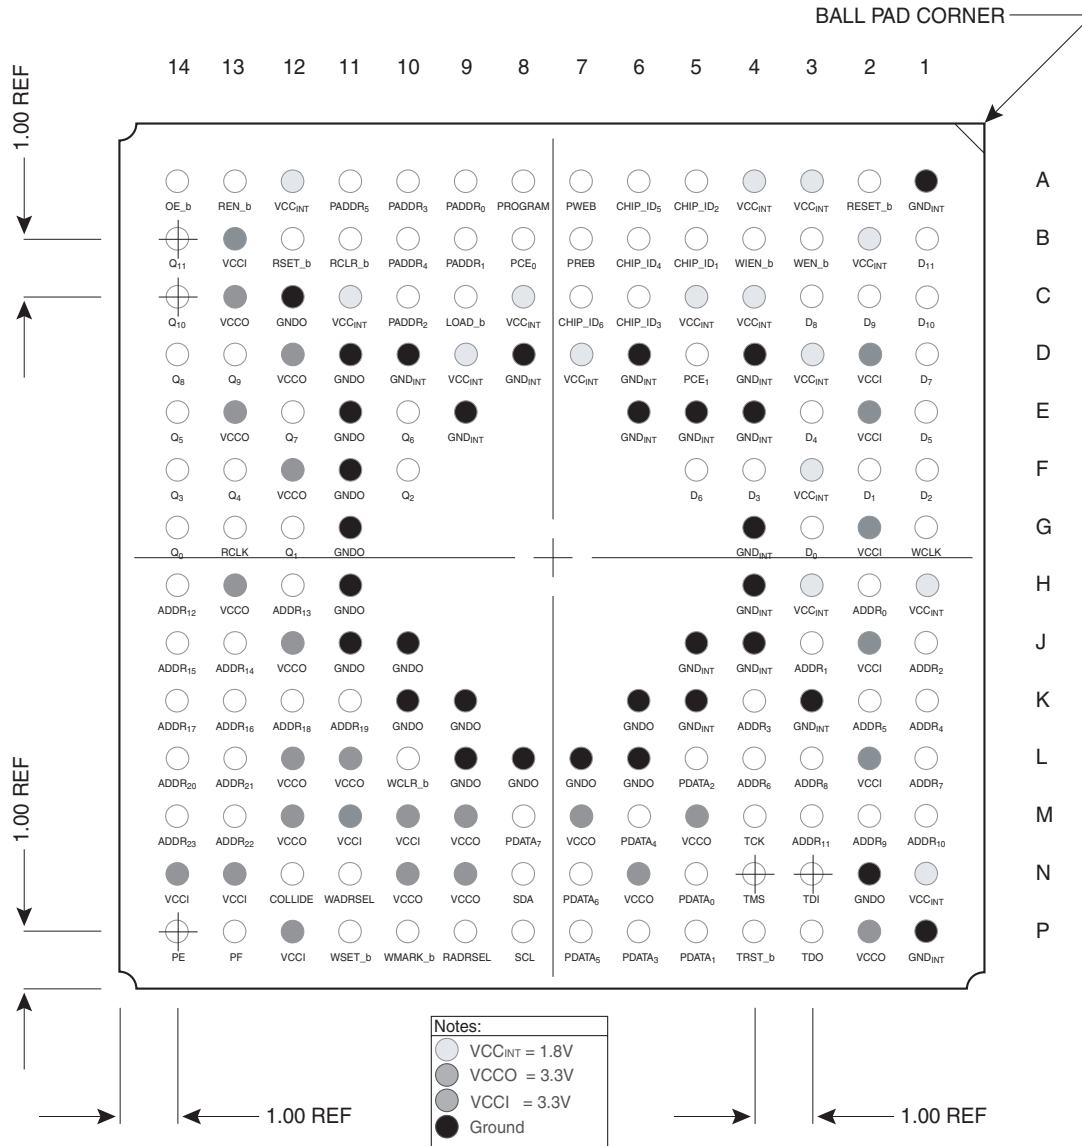 BALL PAD CORNER
14 13 12 11 10 9 8 7 6 5 4 3 2 1
1.00 REF
A
OE_b REN_b VCCINT PADDR5 PADDR3 PADDR0 PROGRAM PWEB CHIP_ID5 CHIP_ID2 VCCINT VCCINT RESET_b GNDINT
B
Q11 VCCI RSET_b RCLR_b PADDR4 PADDR1 PCE0 PREB CHIP_ID4 CHIP_ID1 WIEN_b WEN_b VCCINT D11
C
Q10 VCCO GNDO VCCINT PADDR2 LOAD_b VCCINT CHIP_ID6 CHIP_ID3 VCCINT VCCINT D8 D9 D10
D
Q8 Q9 VCCO GNDO GNDINT VCCINT GNDINT VCCINT GNDINT PCE1 GNDINT VCCINT VCCI D7
E
Q5 VCCO Q7 GNDO Q6 GNDINT GNDINT GNDINT GNDINT D4 VCCI D5
F
Q3 Q4 VCCO GNDO Q2 D6 D3 VCCINT D1 D2
G
Q0 RCLK Q1 GNDO GNDINT D0 VCCI WCLK
H
ADDR12 VCCO ADDR13 GNDO GNDINT VCCINT ADDR0 VCCINT
J
ADDR15 ADDR14 VCCO GNDO GNDO GNDINT GNDINT ADDR1 VCCI ADDR2
K
ADDR17 ADDR16 ADDR18 ADDR19 GNDO GNDO GNDO GNDINT ADDR3 GNDINT ADDR5 ADDR4
L
ADDR20 ADDR21 VCCO VCCO WCLR_b GNDO GNDO GNDO GNDO PDATA2 ADDR6 ADDR8 VCCI ADDR7
1.00 REF
M
ADDR23 ADDR22 VCCO VCCI VCCI VCCO PDATA7 VCCO PDATA4 VCCO TCK ADDR11 ADDR9 ADDR10
N
VCCI VCCI COLLIDE WADRSEL VCCO VCCO SDA PDATA6 VCCO PDATA0 TMS TDI GNDO VCCINT
P
PE PF VCCI WSET_b WMARK_b RADRSEL SCL PDATA5 PDATA3 PDATA1 TRST_b TDO VCCO GNDINT
Notes:
VCCINT = 1.8V
VCCO = 3.3V
VCCI = 3.3V
Ground
1.00 REF
1.00 REF